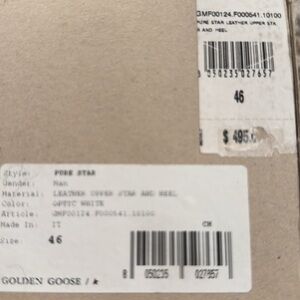 GMF00124.F000541.10100
PURE STAR LEATHER UPPER STA
R AND HEEL
8 050235 027657
46
$ 495.
Style: PURE STAR
Gender: Man
Material: LEATHER UPPER STAR AND HEEL
Color: OPTIC WHITE
Article: GMF00124.F000541.10100
Made In: IT
CN
Size: 46
8 050235 027657
GOLDEN GOOSE /